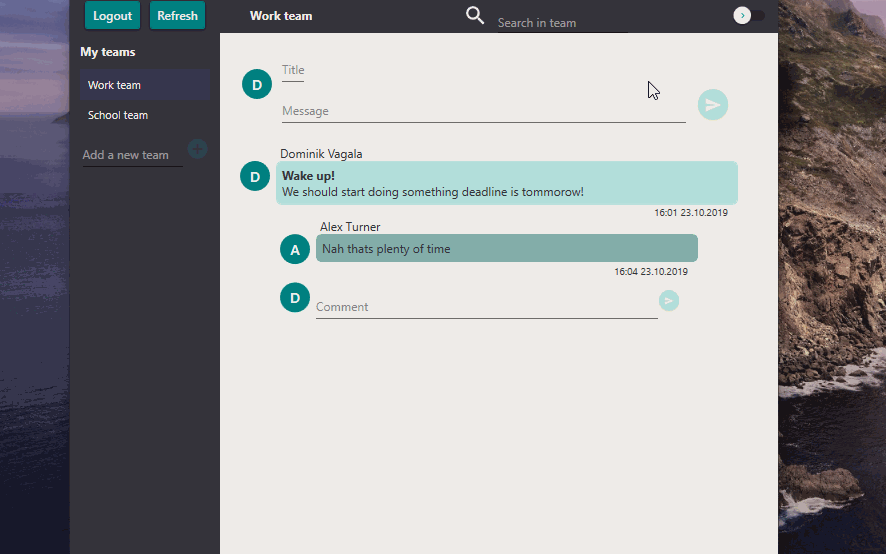 Logout Refresh
My teams
Work team
School team
Add a new team
Work team
Search in team
D
Title
Message
Dominik Vagala
D
Wake up!
We should start doing something deadline is tommorow!
16:01 23.10.2019
Alex Turner
A
Nah thats plenty of time
16:04 23.10.2019
D
Comment